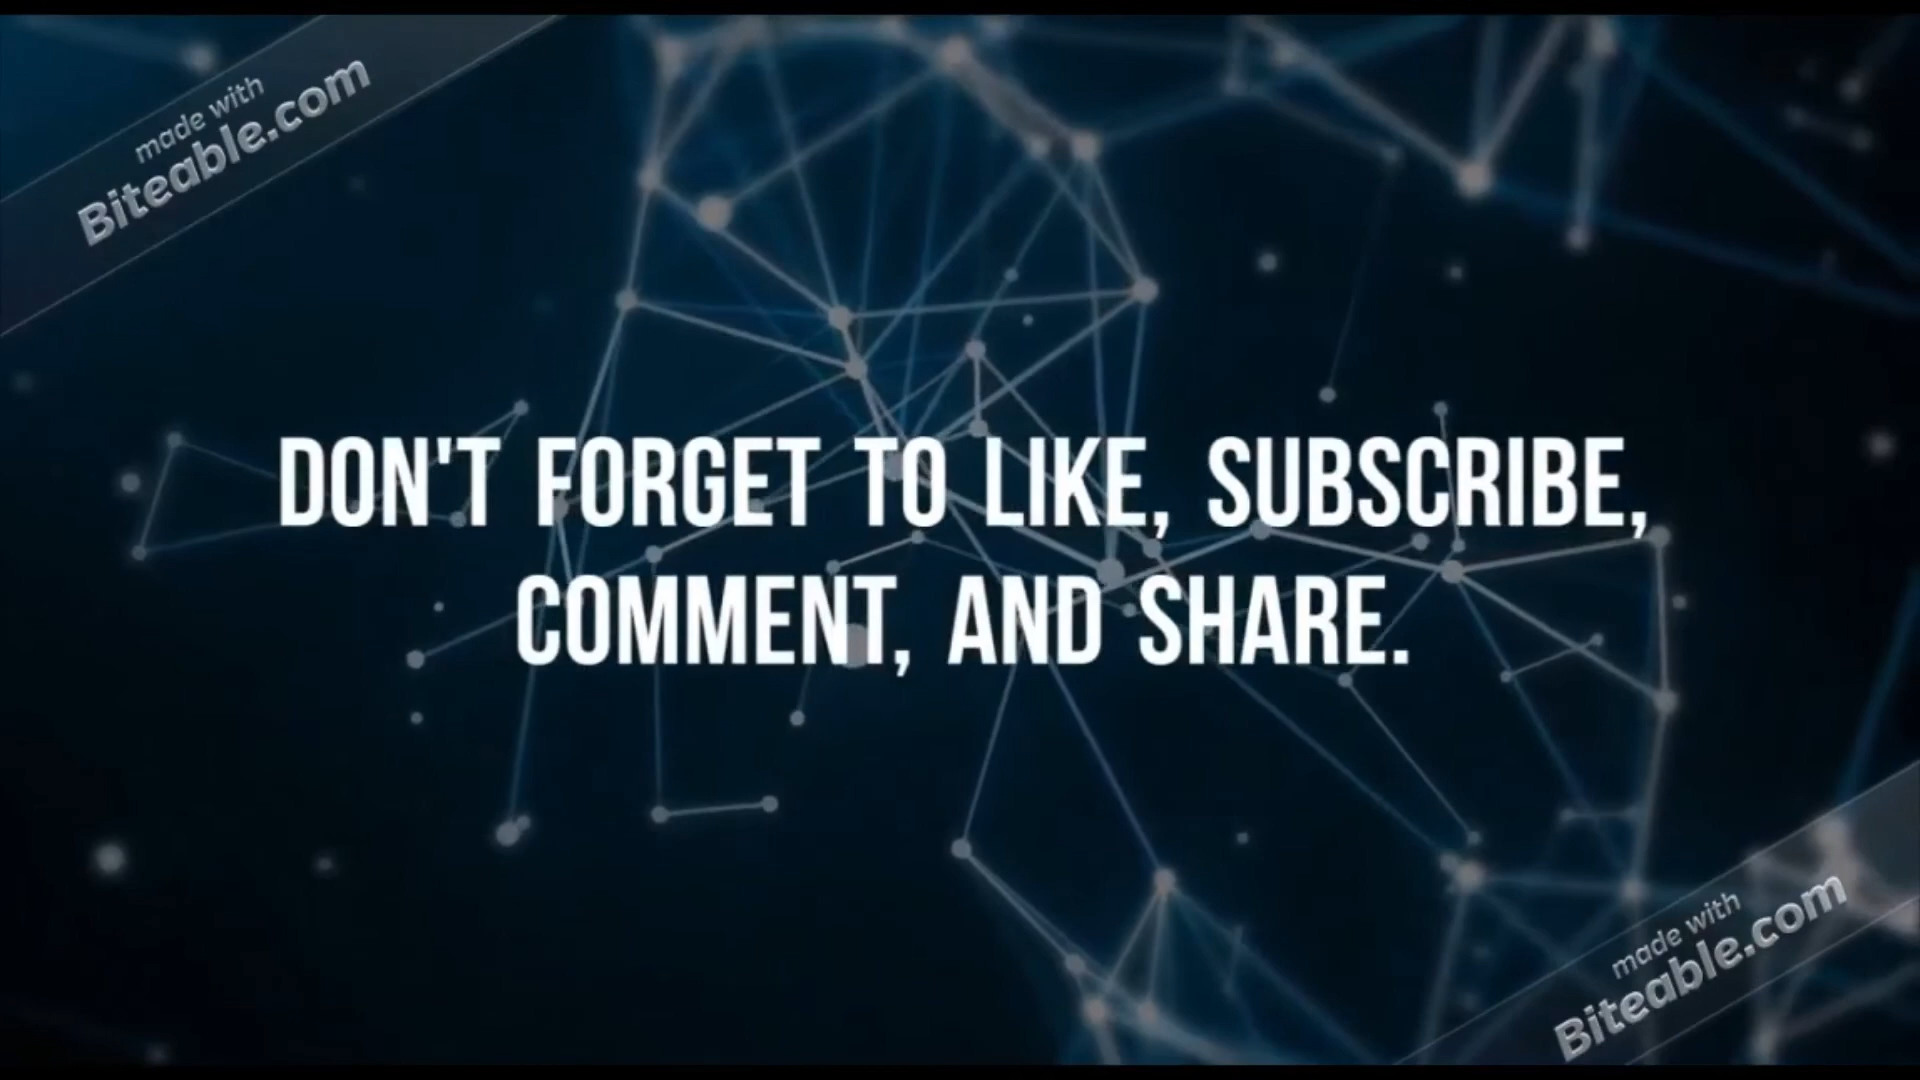 made with
Biteable.com
DON'T FORGET TO LIKE, SUBSCRIBE,
COMMENT, AND SHARE.
made with
Biteable.com